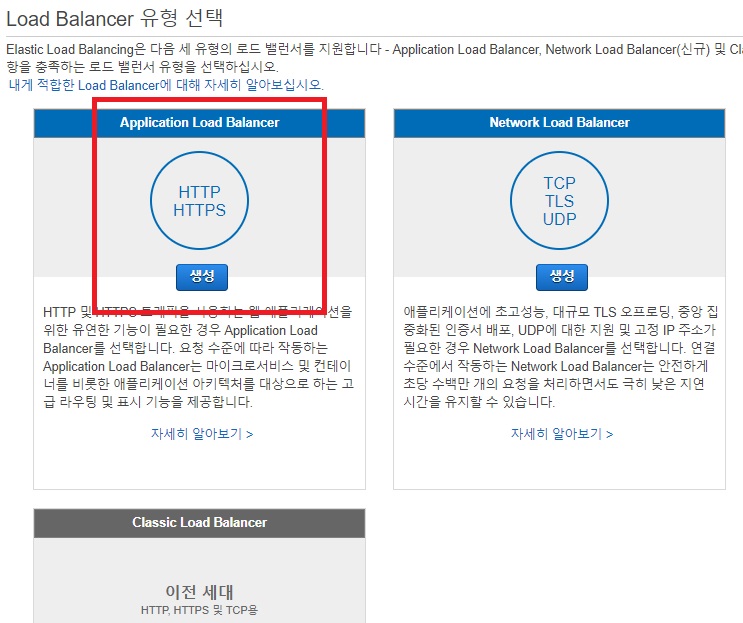 Load Balancer 유형 선택
Elastic Load Balancing은 다음 세 유형의 로드 밸런서를 지원합니다 - Application Load Balancer, Network Load Balancer(신규) 및 Cla
항을 충족하는 로드 밸런서 유형을 선택하십시오.
내게 적합한 Load Balancer에 대해 자세히 알아보십시오.
Application Load Balancer
HTTP
HTTPS
생성
HTTP 및 HTTPS 트래픽을 사용하는 웹 애플리케이션을
위한 유연한 기능이 필요한 경우 Application Load
Balancer를 선택합니다. 요청 수준에 따라 작동하는
Application Load Balancer는 마이크로서비스 및 컨테이
너를 비롯한 애플리케이션 아키텍처를 대상으로 하는 고
급 라우팅 및 표시 기능을 제공합니다.
자세히 알아보기 >
Network Load Balancer
TCP
TLS
UDP
생성
애플리케이션에 초고성능, 대규모 TLS 오프로딩, 중앙 집
중화된 인증서 배포, UDP에 대한 지원 및 고정 IP 주소가
필요한 경우 Network Load Balancer를 선택합니다. 연결
수준에서 작동하는 Network Load Balancer는 안전하게
초당 수백만 개의 요청을 처리하면서도 극히 낮은 지연
시간을 유지할 수 있습니다.
자세히 알아보기 >
Classic Load Balancer
이전 세대
HTTP, HTTPS 및 TCP용